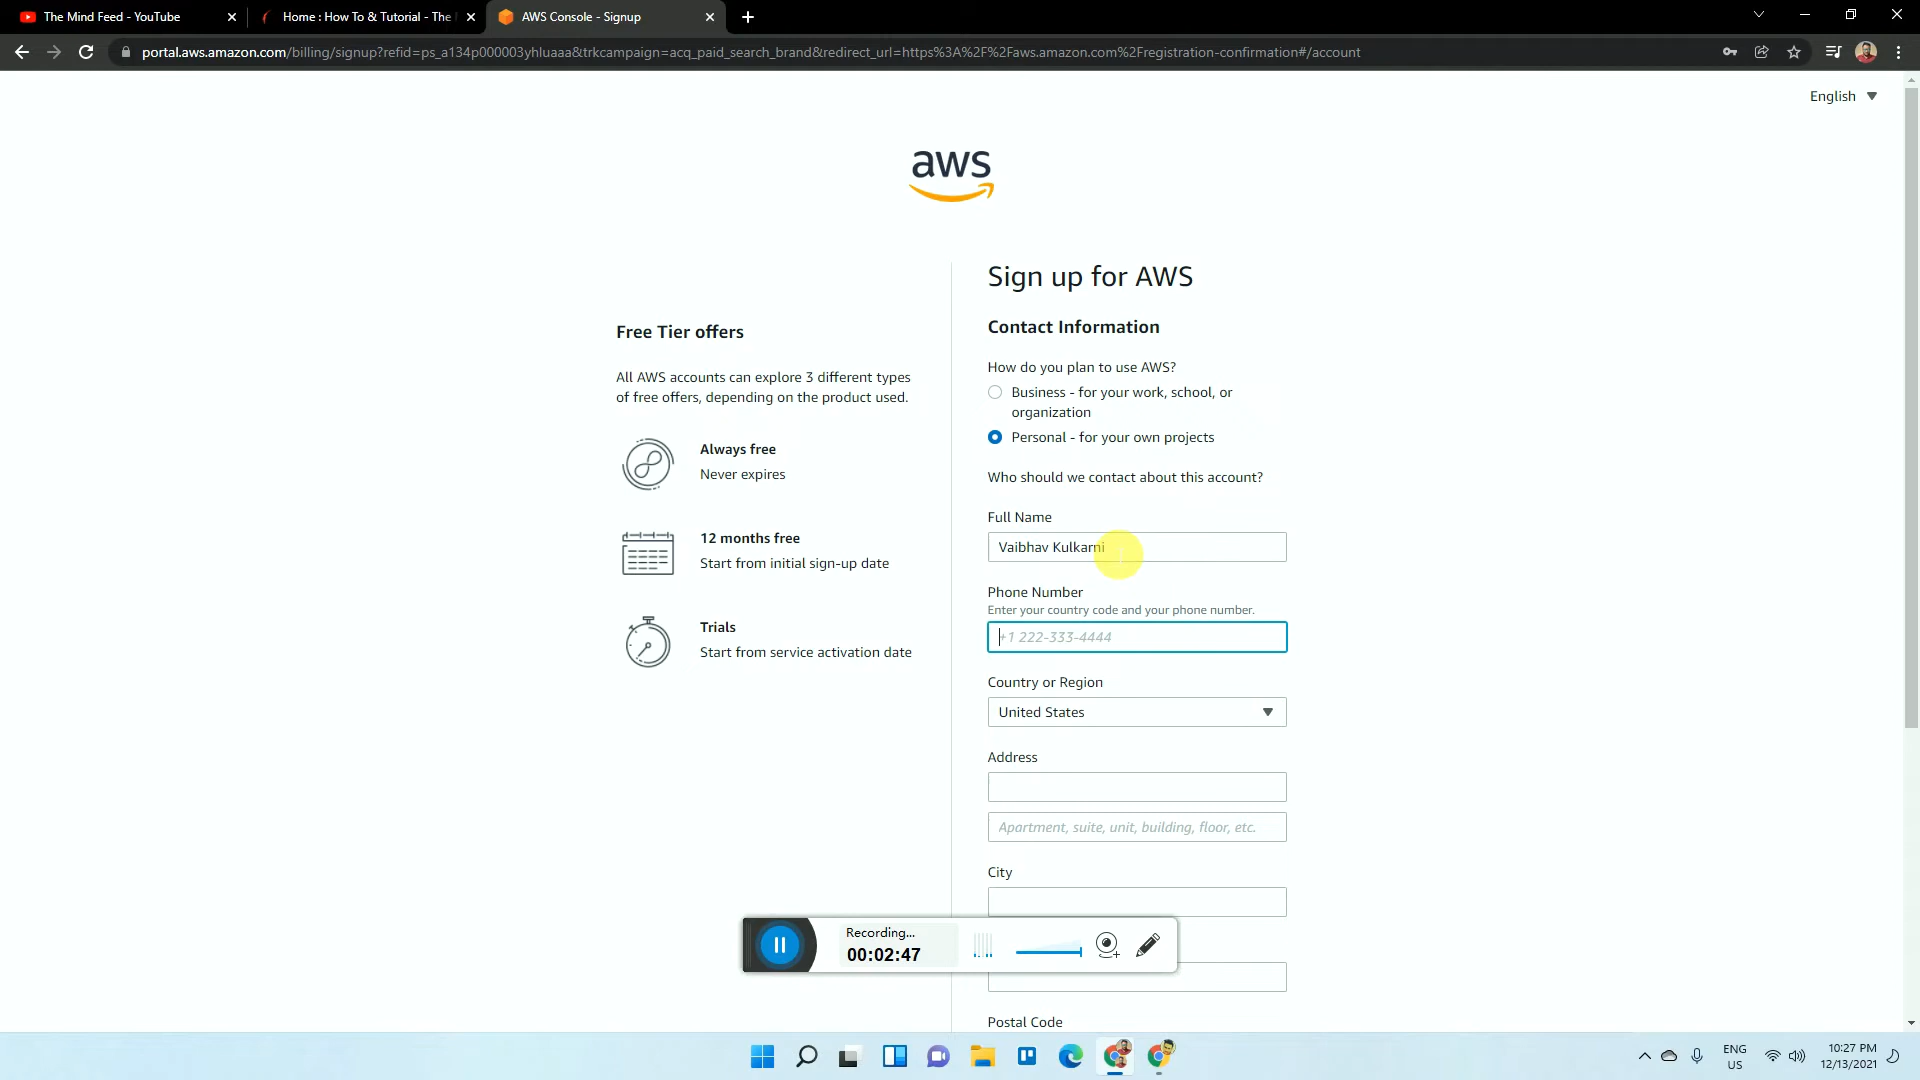 The Mind Feed - YouTube
Home : How To & Tutorial - The
AWS Console - Signup
portal.aws.amazon.com/billing/signup?refid=ps_a134p000003yhluaaa&trkcampaign=acq_paid_search_brand&redirect_url=https%3A%2F%2Faws.amazon.com%2Fregistration-confirmation#/account
English
aws
Sign up for AWS
Free Tier offers
All AWS accounts can explore 3 different types
of free offers, depending on the product used.
Always free
Never expires
12 months free
Start from initial sign-up date
Trials
Start from service activation date
Contact Information
How do you plan to use AWS?
Business - for your work, school, or
organization
Personal - for your own projects
Who should we contact about this account?
Full Name
Vaibhav Kulkarni
Phone Number
Enter your country code and your phone number.
+1 222-333-4444
Country or Region
United States
Address
Apartment, suite, unit, building, floor, etc.
City
Recording...
00:02:47
Postal Code
ENG
US
10:27 PM
12/13/2021